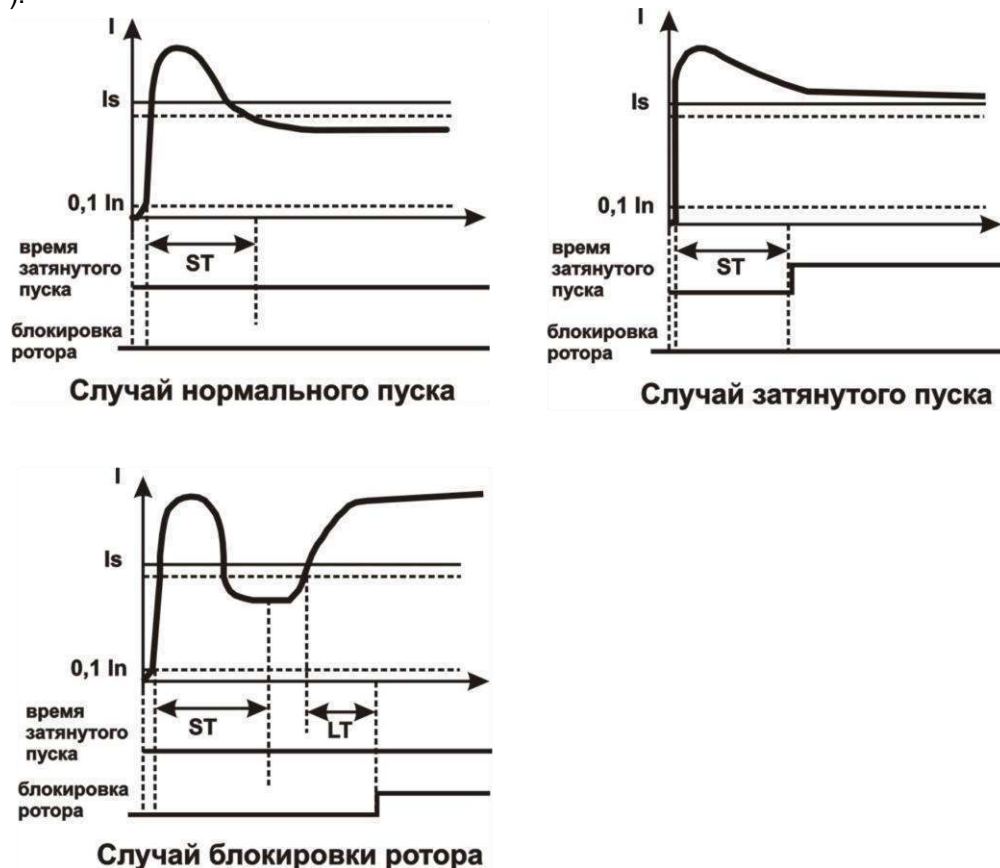 ).
I
Is
0,1 In
время
затянутого
пуска
ST
блокировка
ротора
Случай нормального пуска
I
Is
0,1 In
время
затянутого
пуска
ST
блокировка
ротора
Случай затянутого пуска
I
Is
0,1 In
время
затянутого
пуска
ST
LT
блокировка
ротора
Случай блокировки ротора